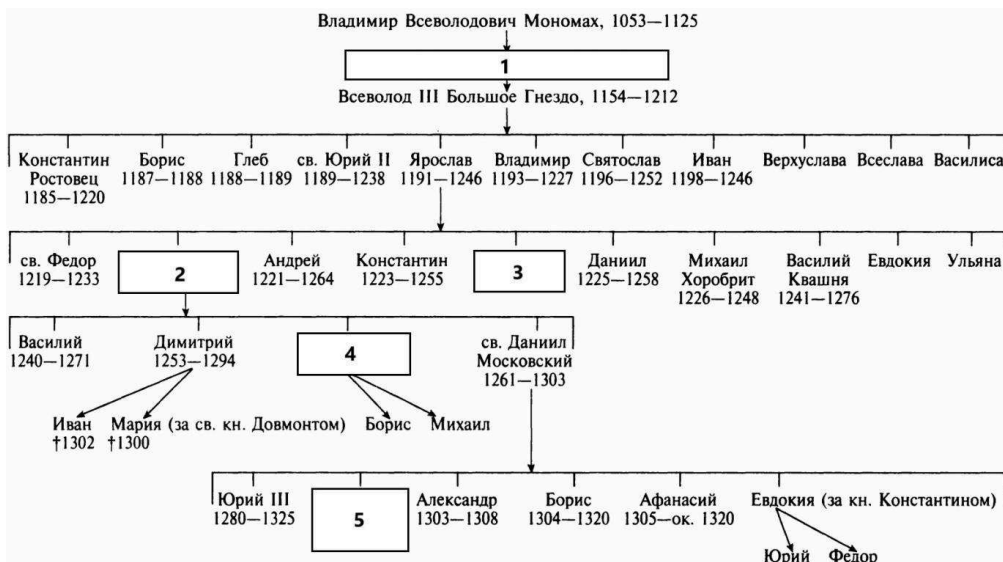 Владимир Всеволодович Мономах, 1053—1125
1
Всеволод III Большое Гнездо, 1154—1212
Константин Ростовец 1185—1220
Борис 1187—1188
Глеб 1188—1189
св. Юрий II 1189—1238
Ярослав 1191—1246
Владимир 1193—1227
Святослав 1196—1252
Иван 1198—1246
Верхуслава
Всеслава
Василиса
св. Федор 1219—1233
2
Андрей 1221—1264
Константин 1223—1255
3
Даниил 1225—1258
Михаил Хоробрит 1226—1248
Василий Квашня 1241—1276
Евдокия
Ульяна
Василий 1240—1271
Димитрий 1253—1294
4
св. Даниил Московский 1261—1303
Иван †1302
Мария (за св. кн. Довмонтом) †1300
Борис
Михаил
Юрий III 1280—1325
5
Александр 1303—1308
Борис 1304—1320
Афанасий 1305—ок. 1320
Евдокия (за кн. Константином)
Юрий
Федор